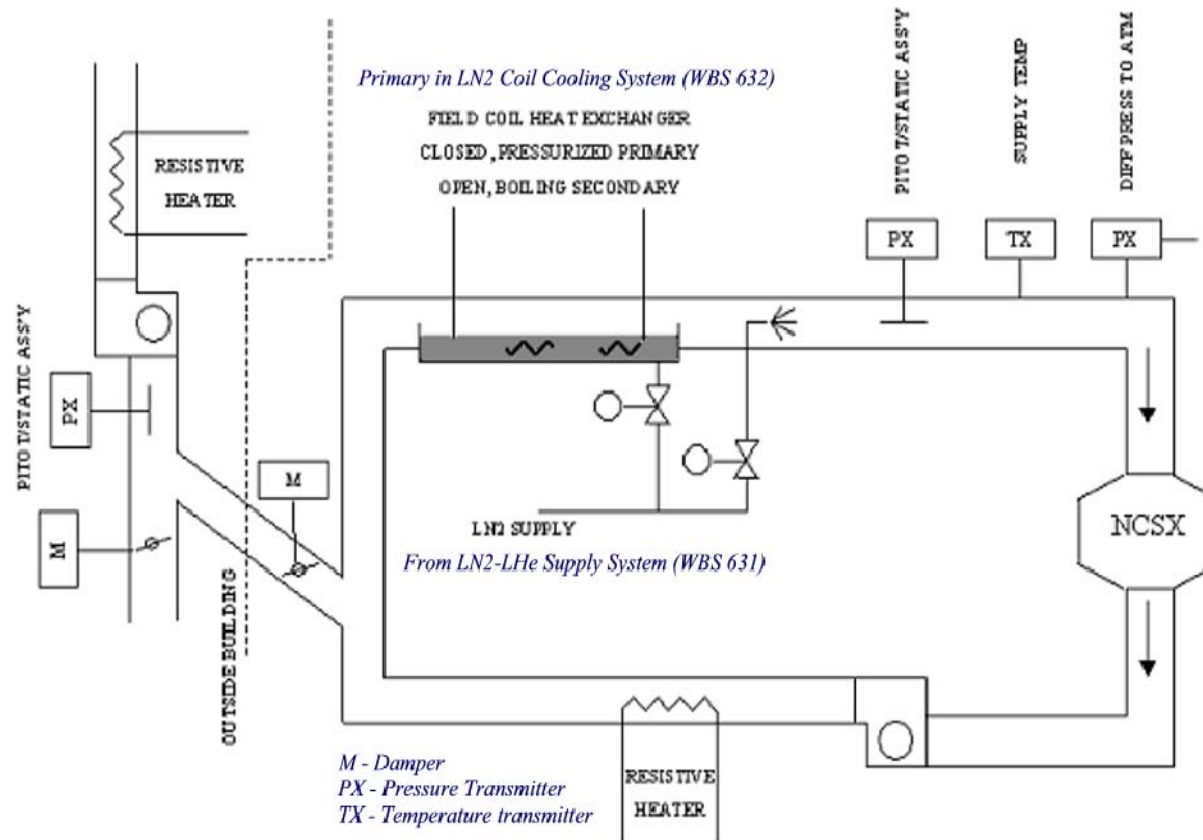 Primary in LN2 Coil Cooling System (WBS 632)
FIELD COIL HEAT EXCHANGER
CLOSED, PRESSURIZED PRIMARY
OPEN, BOILING SECONDARY
PITOT/STATIC ASS'Y
SUPPLY TEMP
DIFF PRESS TO ATM
RESISTIVE
HEATER
PX
TX
PX
PITOT/STATIC ASS'Y
PX
M
M
OUTSIDE BUILDING
LN2 SUPPLY
From LN2-LHe Supply System (WBS 631)
NCSX
M - Damper
PX - Pressure Transmitter
TX - Temperature transmitter
RESISTIVE
HEATER